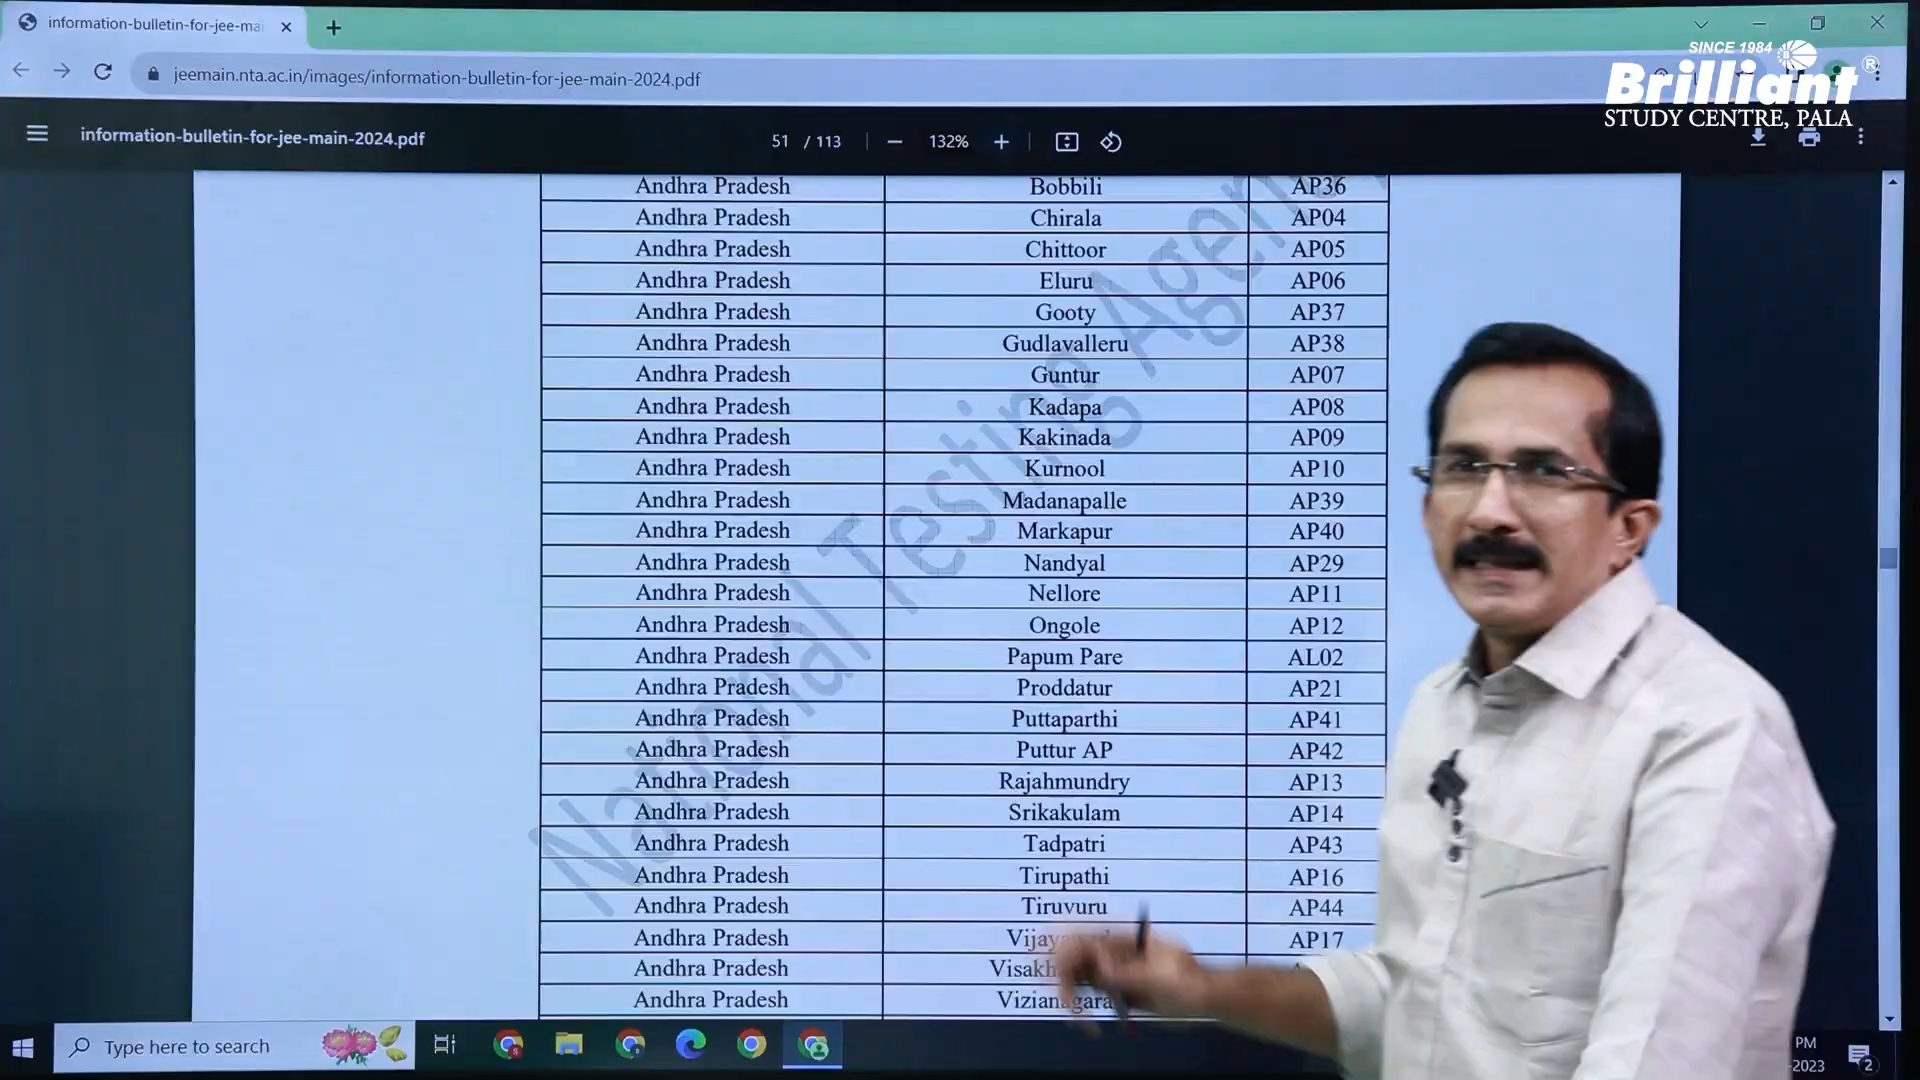 information-bulletin-for-jee-ma
SINCE 1984
Brilliant ®
STUDY CENTRE, PALA
jeemain.nta.ac.in/images/information-bulletin-for-jee-main-2024.pdf
information-bulletin-for-jee-main-2024.pdf 51 / 113 132%
Andhra Pradesh Bobbili AP36
Andhra Pradesh Chirala AP04
Andhra Pradesh Chittoor AP05
Andhra Pradesh Eluru AP06
Andhra Pradesh Gooty AP37
Andhra Pradesh Gudlavalleru AP38
Andhra Pradesh Guntur AP07
Andhra Pradesh Kadapa AP08
Andhra Pradesh Kakinada AP09
Andhra Pradesh Kurnool AP10
Andhra Pradesh Madanapalle AP39
Andhra Pradesh Markapur AP40
Andhra Pradesh Nandyal AP29
Andhra Pradesh Nellore AP11
Andhra Pradesh Ongole AP12
Andhra Pradesh Papum Pare AL02
Andhra Pradesh Proddatur AP21
Andhra Pradesh Puttaparthi AP41
Andhra Pradesh Puttur AP AP42
Andhra Pradesh Rajahmundry AP13
Andhra Pradesh Srikakulam AP14
Andhra Pradesh Tadpatri AP43
Andhra Pradesh Tirupathi AP16
Andhra Pradesh Tiruvuru AP44
Andhra Pradesh AP17
Andhra Pradesh
Andhra Pradesh
National Testing
Type here to search
PM
-2023
2